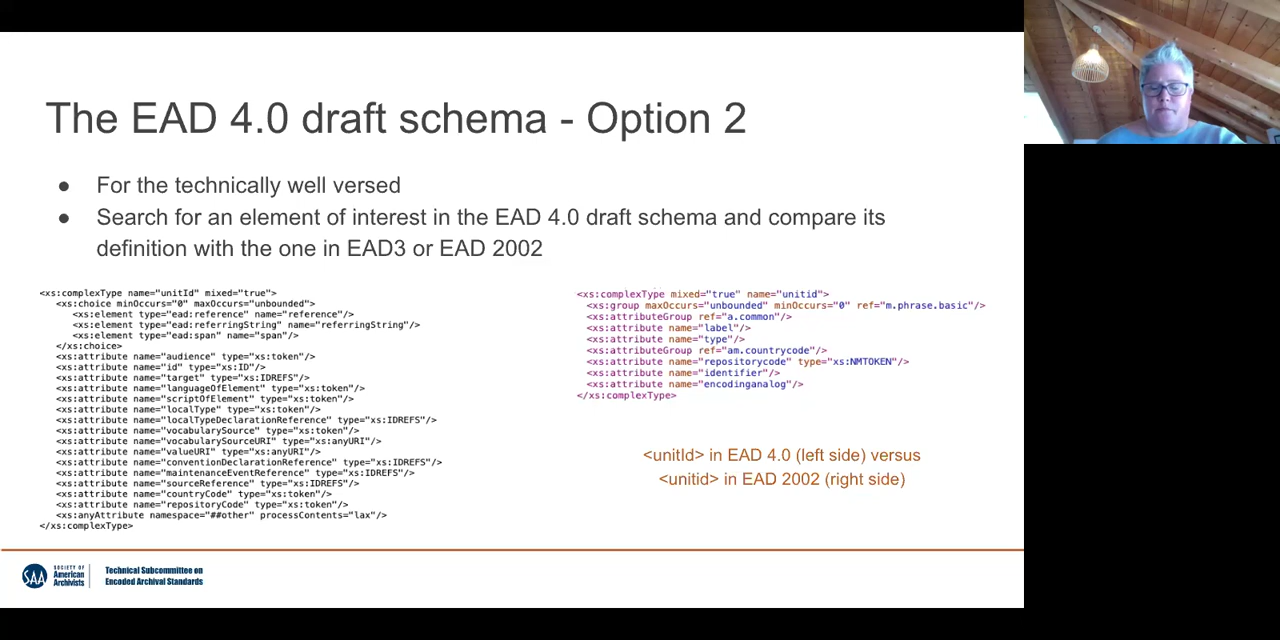 The EAD 4.0 draft schema - Option 2
● For the technically well versed
● Search for an element of interest in the EAD 4.0 draft schema and compare its
definition with the one in EAD3 or EAD 2002
<xs:complexType name="unitId" mixed="true">
<xs:choice minOccurs="0" maxOccurs="unbounded">
<xs:element type="ead:reference" name="reference"/>
<xs:element type="ead:referringString" name="referringString"/>
<xs:element type="ead:span" name="span"/>
</xs:choice>
<xs:attribute name="audience" type="xs:token"/>
<xs:attribute name="id" type="xs:ID"/>
<xs:attribute name="target" type="xs:IDREFS"/>
<xs:attribute name="languageOfElement" type="xs:token"/>
<xs:attribute name="scriptOfElement" type="xs:token"/>
<xs:attribute name="localType" type="xs:token"/>
<xs:attribute name="localTypeDeclarationReference" type="xs:IDREFS"/>
<xs:attribute name="vocabularySource" type="xs:token"/>
<xs:attribute name="vocabularySourceURI" type="xs:anyURI"/>
<xs:attribute name="valueURI" type="xs:anyURI"/>
<xs:attribute name="conventionDeclarationReference" type="xs:IDREFS"/>
<xs:attribute name="maintenanceEventReference" type="xs:IDREFS"/>
<xs:attribute name="sourceReference" type="xs:IDREFS"/>
<xs:attribute name="countryCode" type="xs:token"/>
<xs:attribute name="repositoryCode" type="xs:token"/>
<xs:anyAttribute namespace="##other" processContents="lax"/>
</xs:complexType>
<xs:complexType mixed="true" name="unitid">
<xs:group maxOccurs="unbounded" minOccurs="0" ref="m.phrase.basic"/>
<xs:attributeGroup ref="a.common"/>
<xs:attribute name="label"/>
<xs:attribute name="type"/>
<xs:attributeGroup ref="am.countrycode"/>
<xs:attribute name="repositorycode" type="xs:NMTOKEN"/>
<xs:attribute name="identifier"/>
<xs:attribute name="encodinganalog"/>
</xs:complexType>
<unitId> in EAD 4.0 (left side) versus
<unitid> in EAD 2002 (right side)
SAA
SOCIETY OF
American
Archivists
Technical Subcommittee on
Encoded Archival Standards